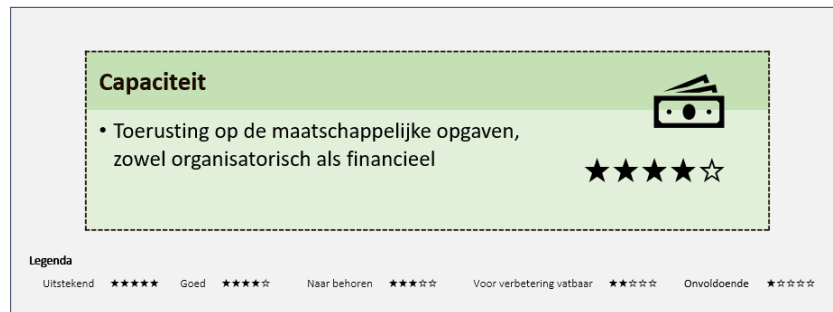 Capaciteit
• Toerusting op de maatschappelijke opgaven,
zowel organisatorisch als financieel
★★★★☆
Legenda
Uitstekend ★★★★★ Goed ★★★★☆ Naar behoren ★★★☆☆ Voor verbetering vatbaar ★★☆☆☆ Onvoldoende ★☆☆☆☆